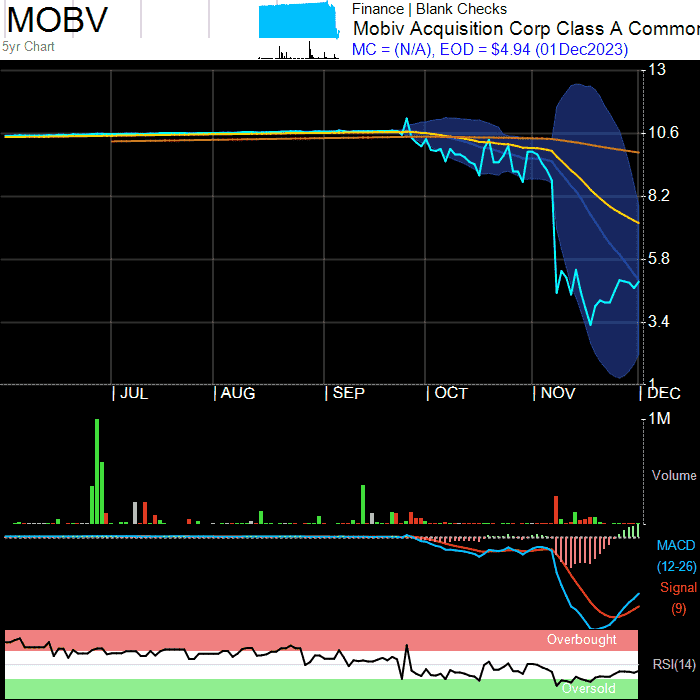 MOBV
5yr Chart
Finance | Blank Checks
Mobiv Acquisition Corp Class A Common
MC = (N/A), EOD = $4.94 (01Dec2023)
13
10.6
8.2
5.8
3.4
1
JUL
AUG
SEP
OCT
NOV
DEC
1M
Volume
MACD
(12-26)
Signal
(9)
Overbought
RSI(14)
Oversold